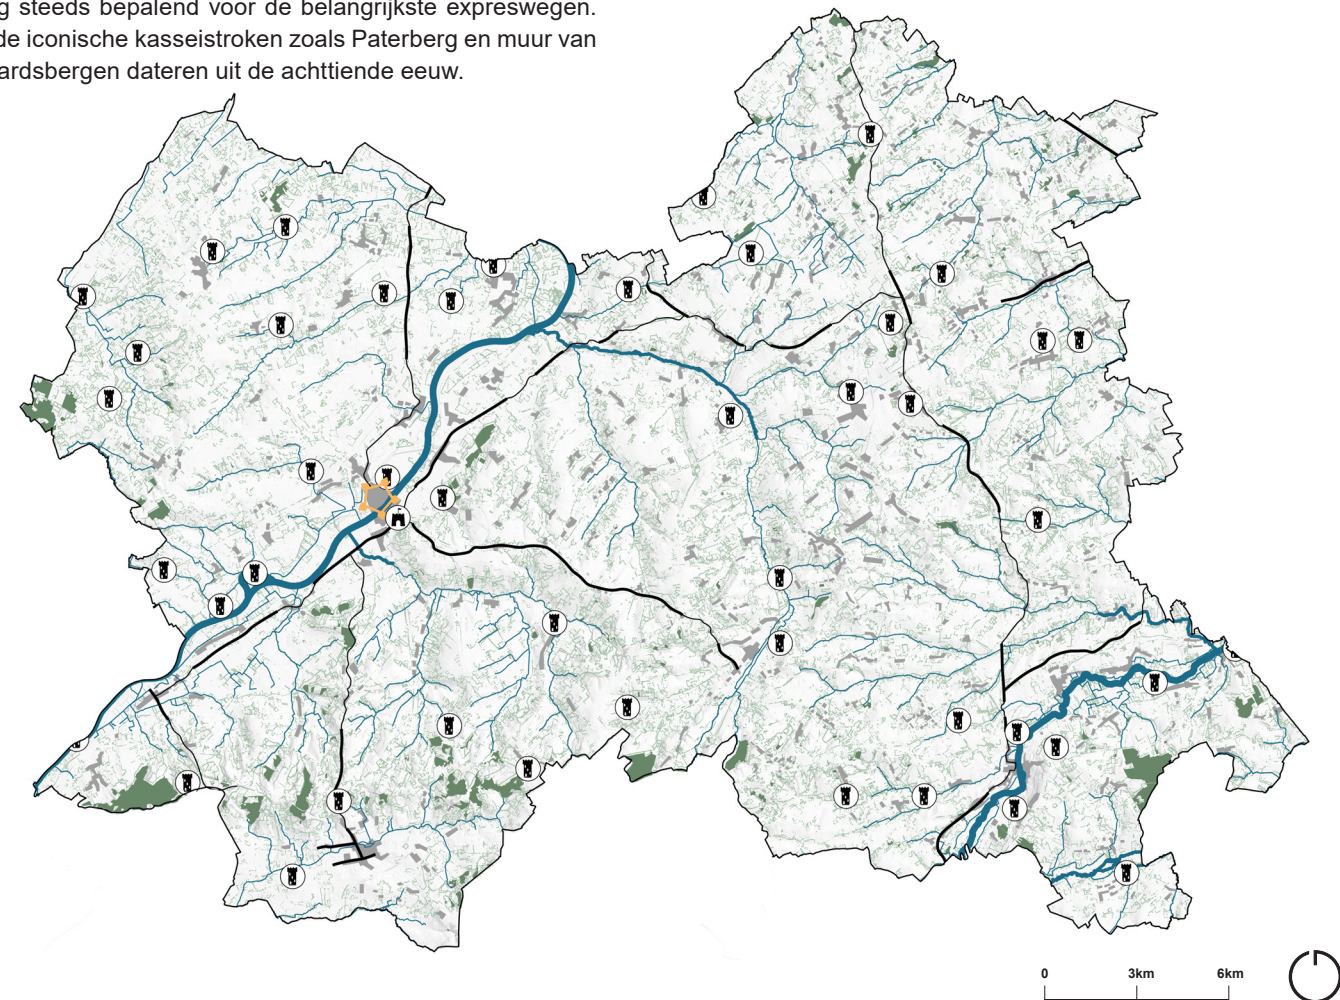 steeds bepalend voor de belangrijkste expreswegen.
de iconische kasseistroken zoals Paterberg en muur van
dateren uit de achttiende eeuw.
0 3km 6km